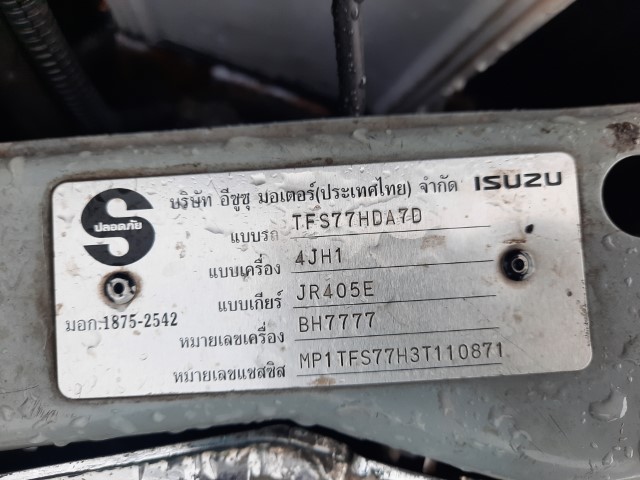 บริษัท อีซูซุ มอเตอร์(ประเทศไทย) จำกัด ISUZU
ปลอดภัย
แบบรถ TFS77HDA7D
แบบเครื่อง 4JH1
แบบเกียร์ JR405E
มอก.1875-2542
หมายเลขเครื่อง BH7777
หมายเลขแชสซิส MP1TFS77H3T110871